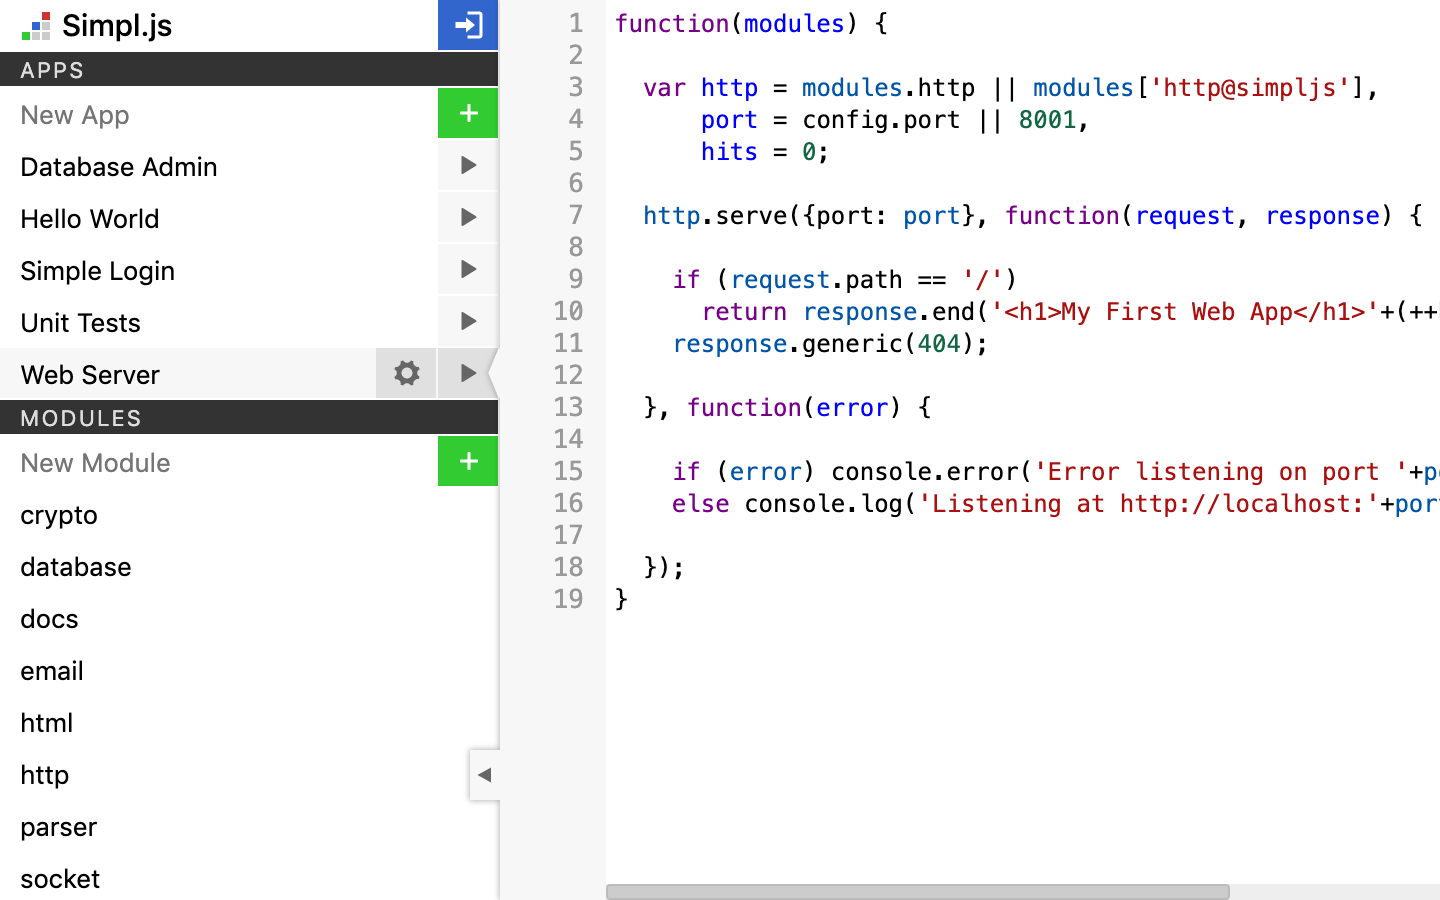 Simpl.js
APPS
New App
+
Database Admin
Hello World
Simple Login
Unit Tests
Web Server
MODULES
New Module
+
crypto
database
docs
email
html
http
parser
socket
1 function(modules) {
2
3   var http = modules.http || modules['http@simpljs'],
4       port = config.port || 8001,
5       hits = 0;
6
7   http.serve({port: port}, function(request, response) {
8
9     if (request.path == '/')
10       return response.end('<h1>My First Web App</h1>'+(++
11     response.generic(404);
12
13   }, function(error) {
14
15     if (error) console.error('Error listening on port '+p
16     else console.log('Listening at http://localhost:'+por
17
18   });
19 }